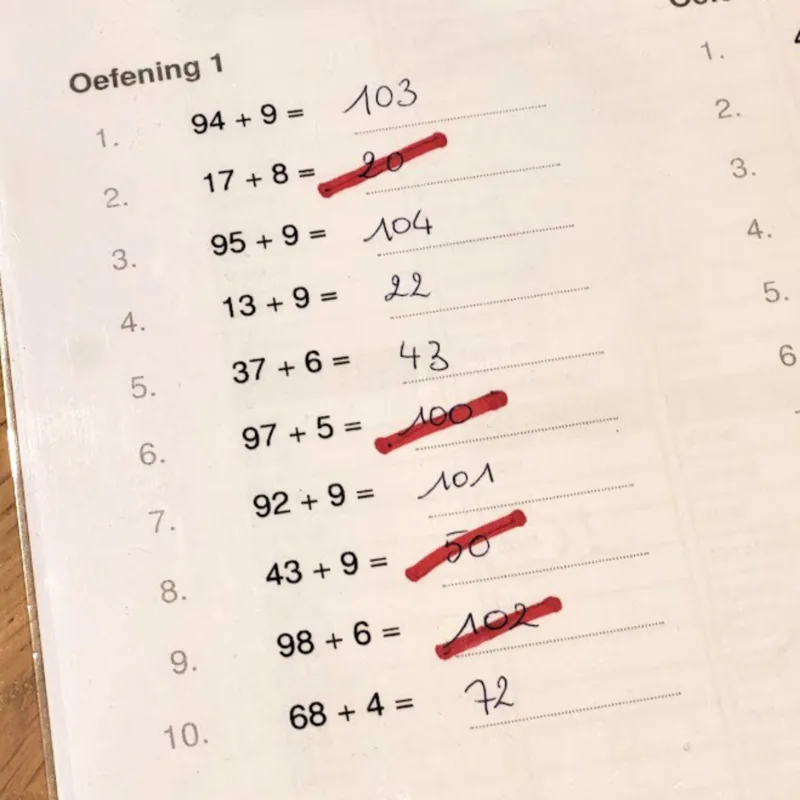 Oefening 1
1. 94 + 9 = 103
2. 17 + 8 = 20
3. 95 + 9 = 104
4. 13 + 9 = 22
5. 37 + 6 = 43
6. 97 + 5 = 100
7. 92 + 9 = 101
8. 43 + 9 = 50
9. 98 + 6 = 102
10. 68 + 4 = 72
1.
2.
3.
4.
5.
6